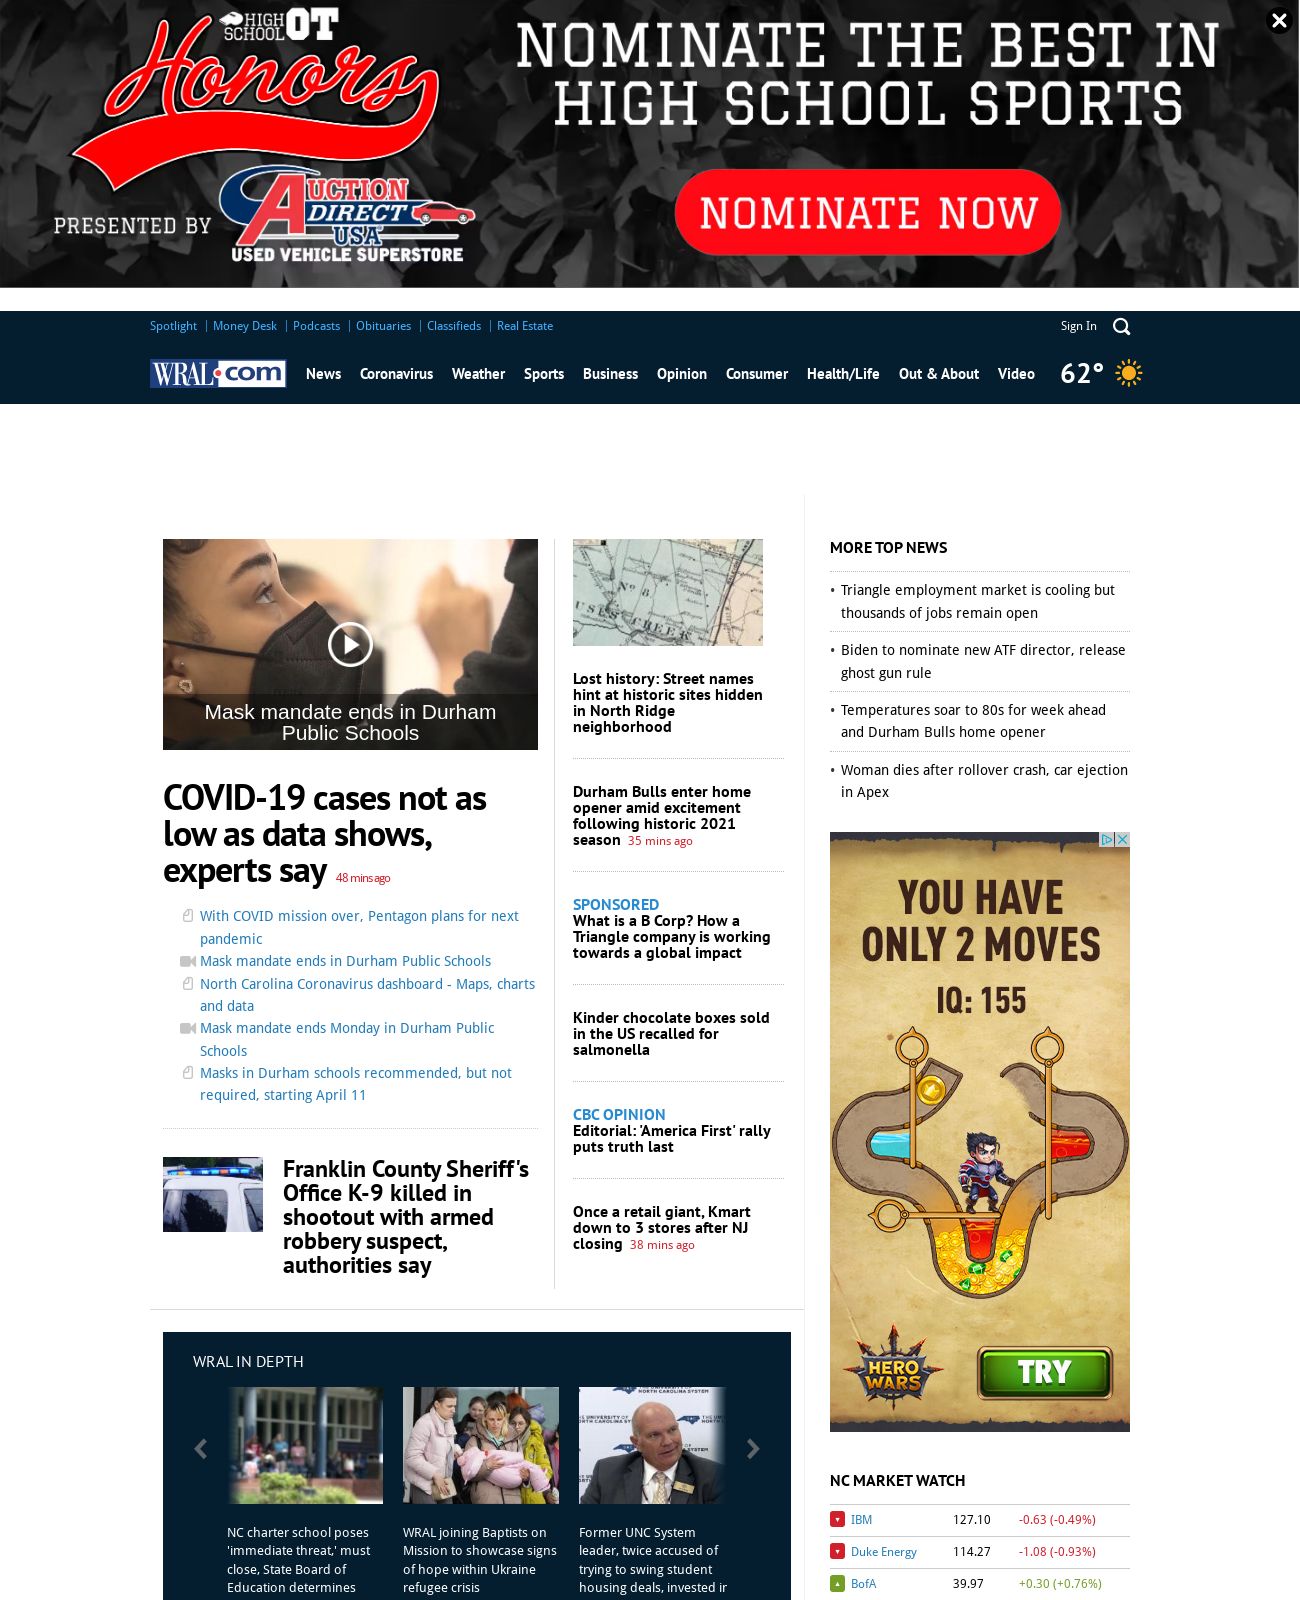 HIGH SCHOOL OT
Honors
NOMINATE THE BEST IN
HIGH SCHOOL SPORTS
PRESENTED BY
AUCTION
DIRECT
USA
USED VEHICLE SUPERSTORE
NOMINATE NOW
Spotlight | Money Desk | Podcasts | Obituaries | Classifieds | Real Estate
Sign In
WRAL.com News Coronavirus Weather Sports Business Opinion Consumer Health/Life Out & About Video 62°
Mask mandate ends in Durham
Public Schools
COVID-19 cases not as
low as data shows,
experts say 48 mins ago
With COVID mission over, Pentagon plans for next
pandemic
Mask mandate ends in Durham Public Schools
North Carolina Coronavirus dashboard - Maps, charts
and data
Mask mandate ends Monday in Durham Public
Schools
Masks in Durham schools recommended, but not
required, starting April 11
Franklin County Sheriff's
Office K-9 killed in
shootout with armed
robbery suspect,
authorities say
No 8
USES CREEK
Lost history: Street names
hint at historic sites hidden
in North Ridge
neighborhood
Durham Bulls enter home
opener amid excitement
following historic 2021
season 35 mins ago
SPONSORED
What is a B Corp? How a
Triangle company is working
towards a global impact
Kinder chocolate boxes sold
in the US recalled for
salmonella
CBC OPINION
Editorial: 'America First' rally
puts truth last
Once a retail giant, Kmart
down to 3 stores after NJ
closing 38 mins ago
MORE TOP NEWS
• Triangle employment market is cooling but
thousands of jobs remain open
• Biden to nominate new ATF director, release
ghost gun rule
• Temperatures soar to 80s for week ahead
and Durham Bulls home opener
• Woman dies after rollover crash, car ejection
in Apex
YOU HAVE
ONLY 2 MOVES
IQ: 155
HERO
WARS
TRY
WRAL IN DEPTH
NC charter school poses
'immediate threat,' must
close, State Board of
Education determines
WRAL joining Baptists on
Mission to showcase signs
of hope within Ukraine
refugee crisis
Former UNC System
leader, twice accused of
trying to swing student
housing deals, invested ir
NC MARKET WATCH
IBM 127.10 -0.63 (-0.49%)
Duke Energy 114.27 -1.08 (-0.93%)
BofA 39.97 +0.30 (+0.76%)